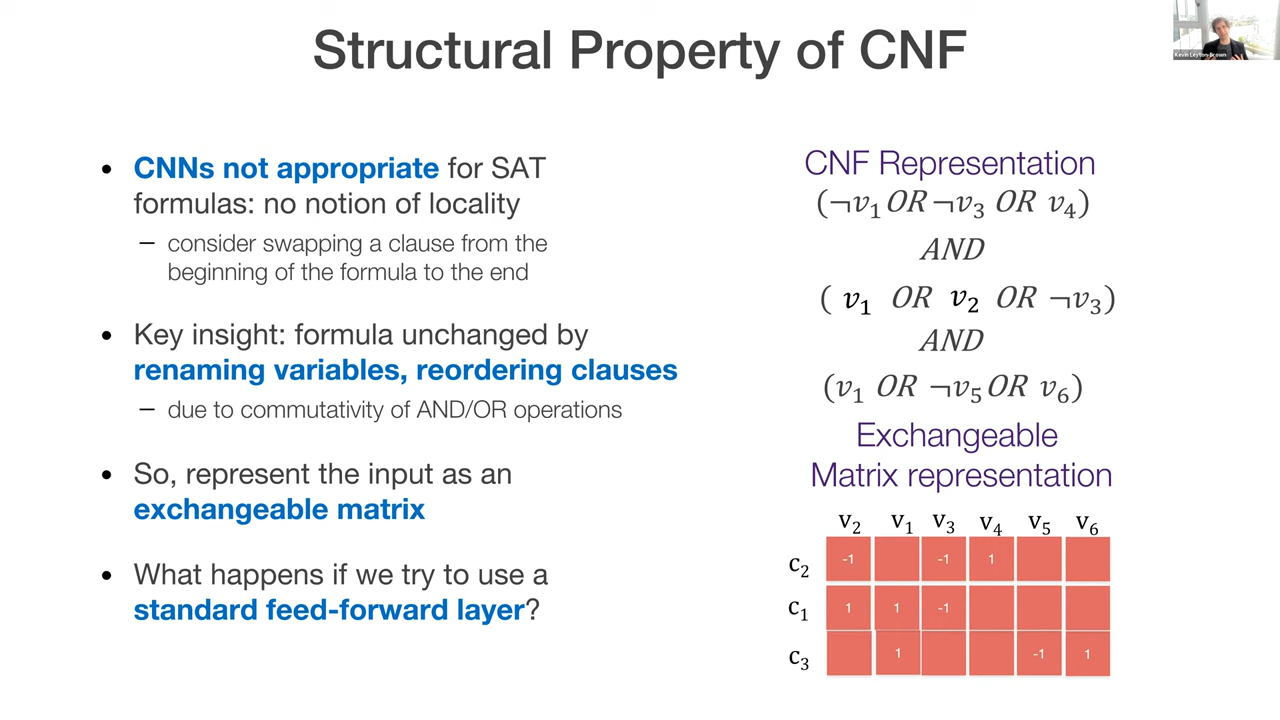 Structural Property of CNF
Kevin Leyton-Brown
• CNNs not appropriate for SAT
formulas: no notion of locality
– consider swapping a clause from the
beginning of the formula to the end
• Key insight: formula unchanged by
renaming variables, reordering clauses
– due to commutativity of AND/OR operations
• So, represent the input as an
exchangeable matrix
• What happens if we try to use a
standard feed-forward layer?
CNF Representation
(¬v₁ OR ¬v₃ OR v₄)
AND
( v₁ OR v₂ OR ¬v₃)
AND
(v₁ OR ¬v₅ OR v₆)
Exchangeable
Matrix representation
v₂ v₁ v₃ v₄ v₅ v₆
c₂ -1 -1 1
c₁ 1 1 -1
c₃ 1 -1 1